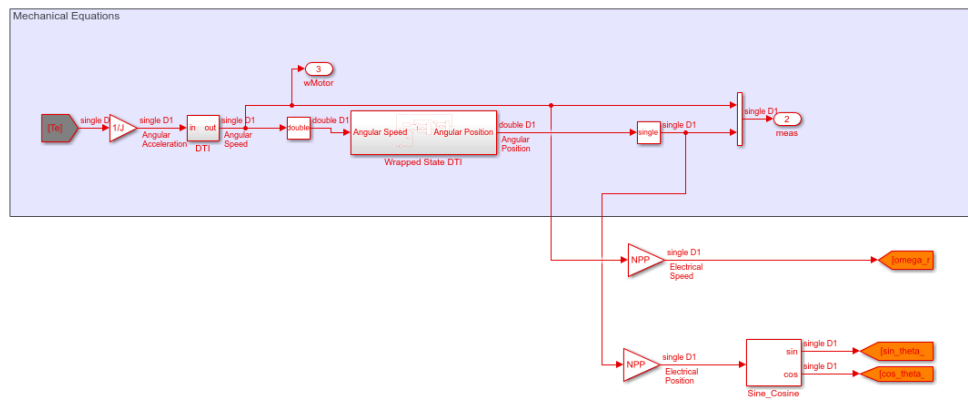 Mechanical Equations
3
wMotor
[Te]
single D
1/J
single D1
Angular
Acceleration
in out
DTI
single D1
Angular
Speed
double
double D1
Angular Speed
Angular Position
Wrapped State DTI
double D1
Angular
Position
single
single D1
single D1
2
meas
NPP
single D1
Electrical
Speed
[omega_r
NPP
single D1
Electrical
Position
sin
cos
Sine_Cosine
single D1
[sin_theta_
single D1
[cos_theta_